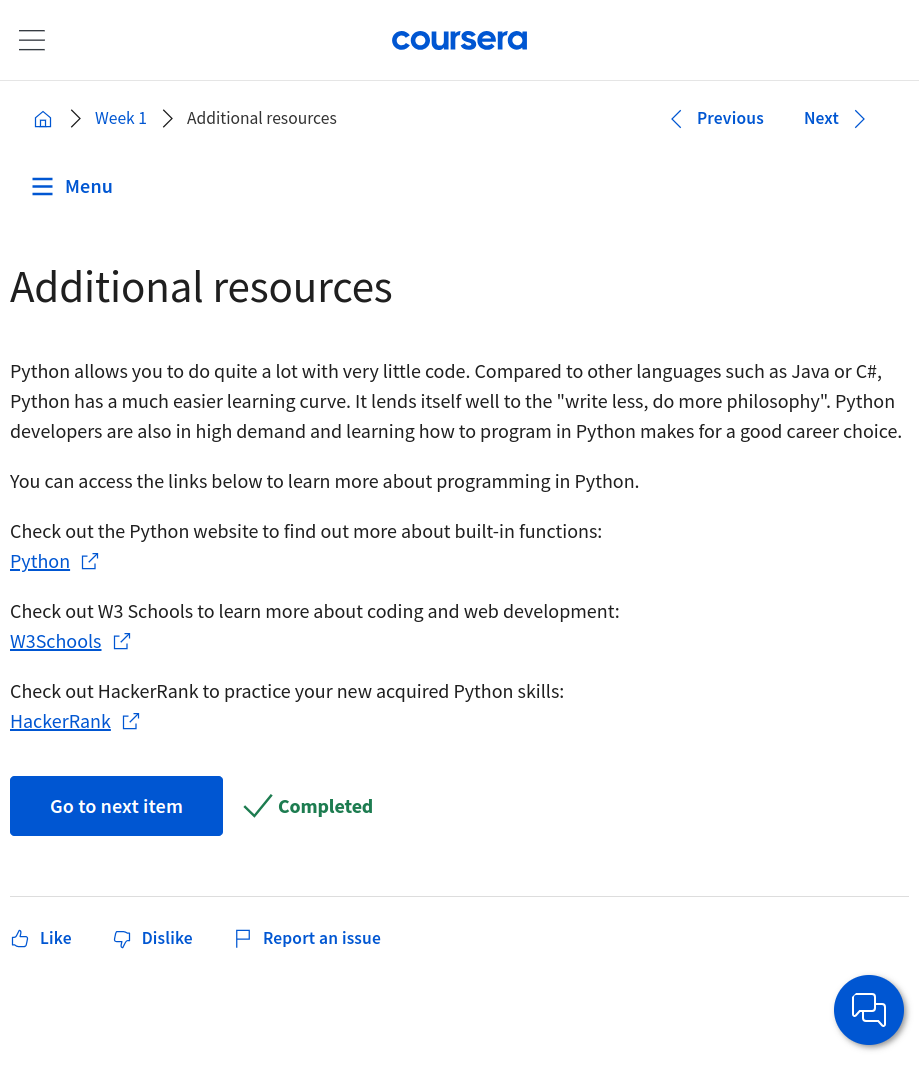 coursera
Week 1
Additional resources
Previous
Next
Menu
Additional resources
Python allows you to do quite a lot with very little code. Compared to other languages such as Java or C#,
Python has a much easier learning curve. It lends itself well to the "write less, do more philosophy". Python
developers are also in high demand and learning how to program in Python makes for a good career choice.
You can access the links below to learn more about programming in Python.
Check out the Python website to find out more about built-in functions:
Python
Check out W3 Schools to learn more about coding and web development:
W3Schools
Check out HackerRank to practice your new acquired Python skills:
HackerRank
Go to next item
Completed
Like
Dislike
Report an issue